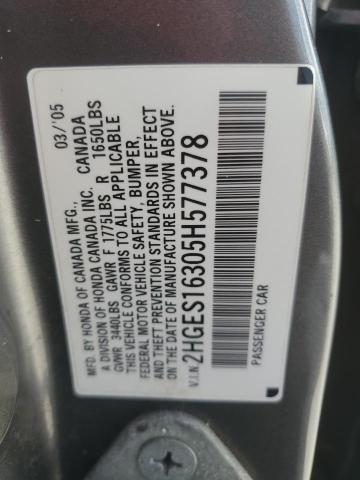 MFD. BY HONDA OF CANADA MFG., 03/'05
A DIVISION OF HONDA CANADA INC. CANADA
GVWR 3440LBS GAWR F 1775LBS R 1650LBS
THIS VEHICLE CONFORMS TO ALL APPLICABLE
FEDERAL MOTOR VEHICLE SAFETY, BUMPER,
AND THEFT PREVENTION STANDARDS IN EFFECT
ON THE DATE OF MANUFACTURE SHOWN ABOVE.
V.I.N. 2HGES16305H577378
PASSENGER CAR